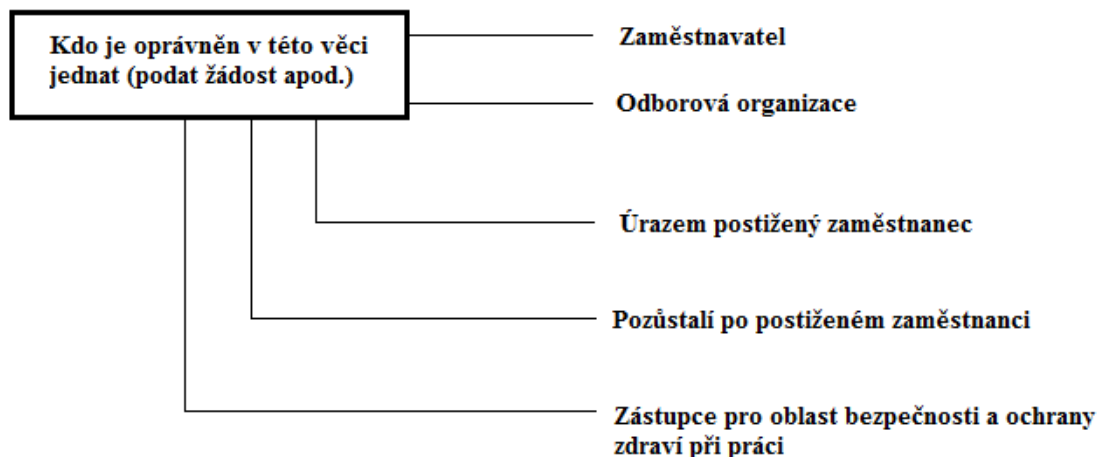 Kdo je oprávněn v této věci
jednat (podat žádost apod.)
Zaměstnavatel
Odborová organizace
Úrazem postižený zaměstnanec
Pozůstalí po postiženém zaměstnanci
Zástupce pro oblast bezpečnosti a ochrany
zdraví při práci